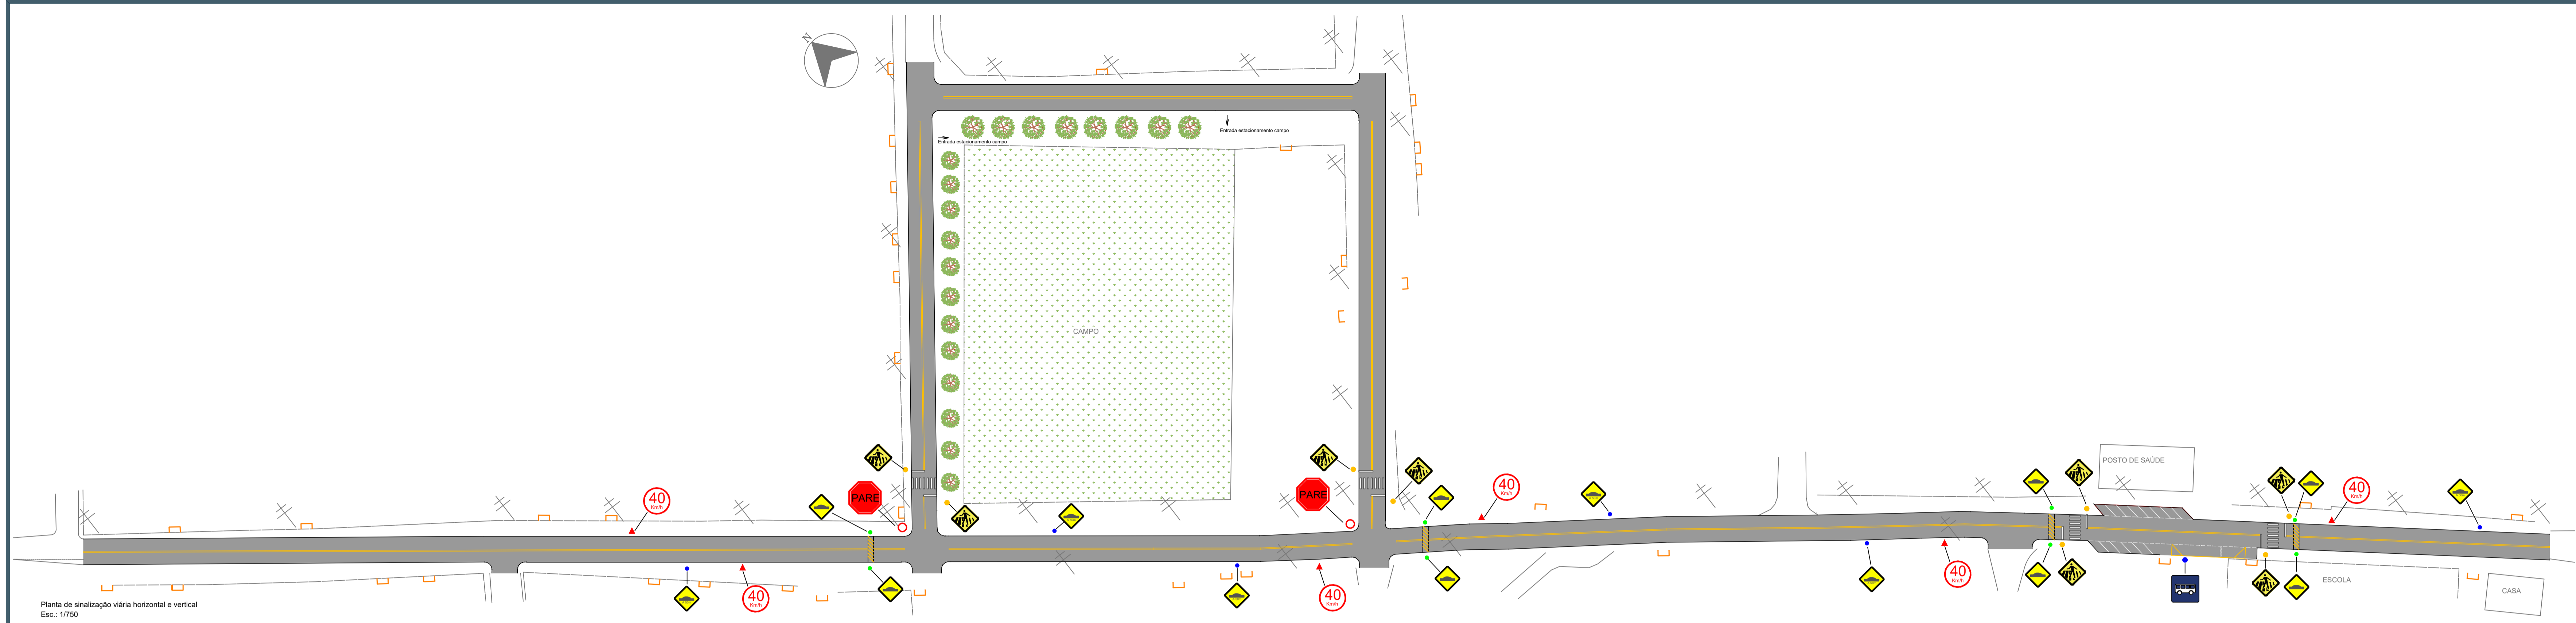 N
Entrada estacionamento campo
Entrada estacionamento campo
CAMPO
POSTO DE SAÚDE
PARE
PARE
40
Km/h
40
Km/h
40
Km/h
40
Km/h
40
Km/h
40
Km/h
ESCOLA
CASA
Planta de sinalização viária horizontal e vertical
Esc.: 1/750